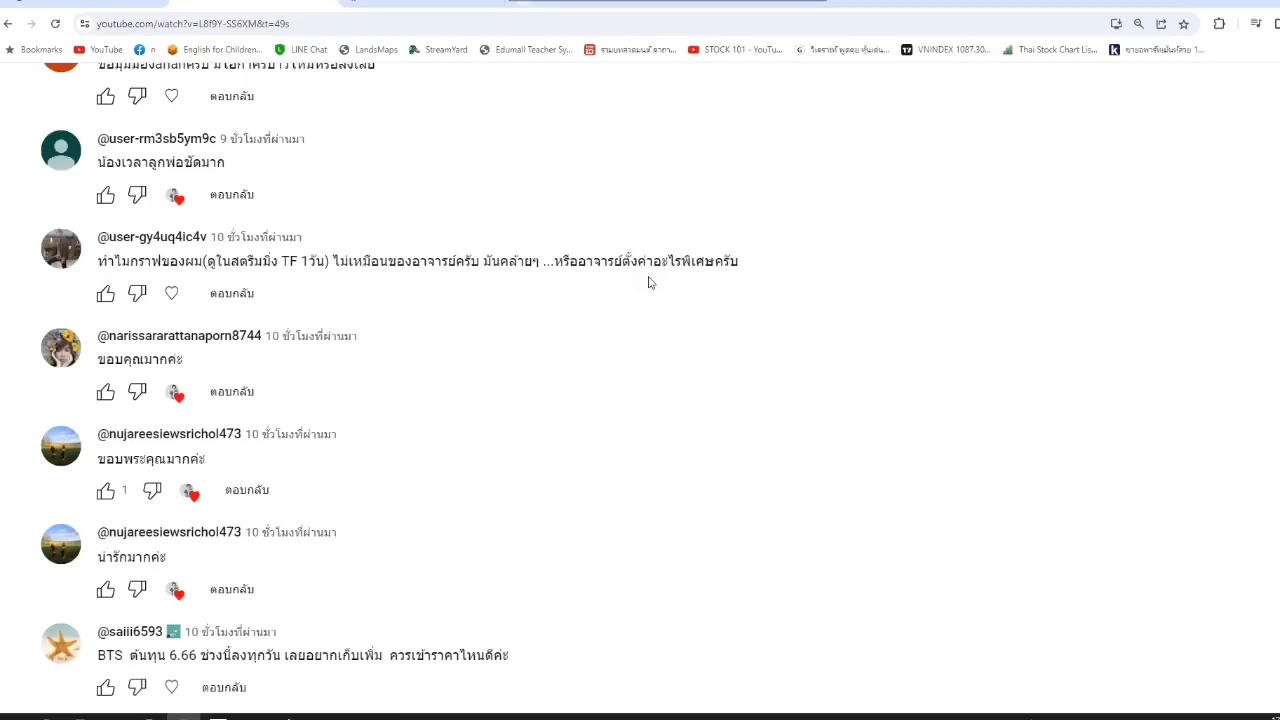 youtube.com/watch?v=L8f9Y-SS6XM&t=49s
Bookmarks YouTube ก English for Children... LINE Chat LandsMaps StreamYard Edumall Teacher Sy... STOCK 101 - YouTu... VNINDEX 1087.30... Thai Stock Chart Lis...
ตอบกลับ
@user-rm3sb5ym9c 9 ชั่วโมงที่ผ่านมา
น้องเวลาลูกพ่อชัดมาก
ตอบกลับ
@user-gy4uq4ic4v 10 ชั่วโมงที่ผ่านมา
ทำไมกราฟของผม(ดูในสตรีมมิ่ง TF 1วัน) ไม่เหมือนของอาจารย์ครับ มันคล้ายๆ ...หรืออาจารย์ตั้งค่าอะไรพิเศษครับ
ตอบกลับ
@narissararattanaporn8744 10 ชั่วโมงที่ผ่านมา
ขอบคุณมากค่ะ
ตอบกลับ
@nujareesiewsrichol473 10 ชั่วโมงที่ผ่านมา
ขอบพระคุณมากค่ะ
1 ตอบกลับ
@nujareesiewsrichol473 10 ชั่วโมงที่ผ่านมา
น่ารักมากค่ะ
ตอบกลับ
@saiii6593 10 ชั่วโมงที่ผ่านมา
BTS ต้นทุน 6.66 ช่วงนี้ลงทุกวัน เลยอยากเก็บเพิ่ม ควรเข้าราคาไหนดีค่ะ
ตอบกลับ